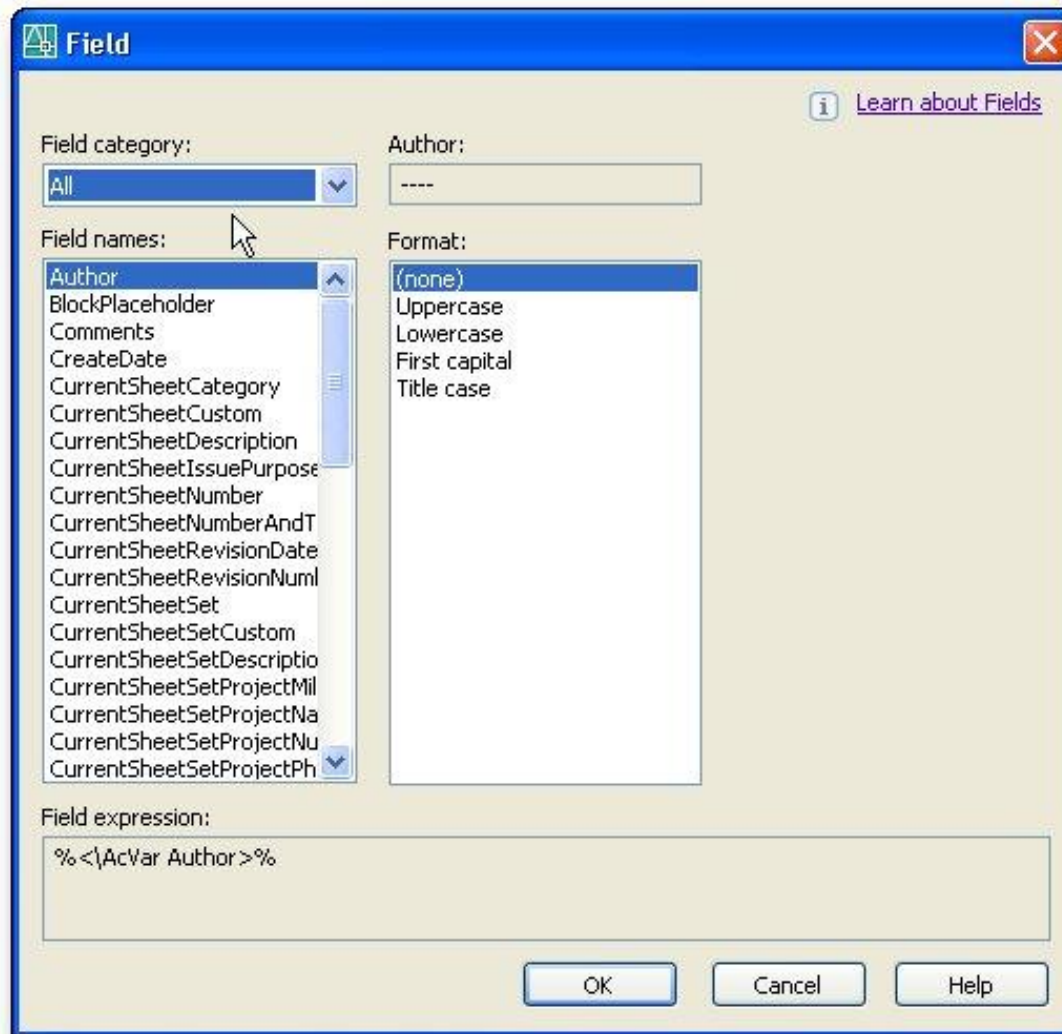 Field
Learn about Fields
Field category:
All
Author:
----
Field names:
Author
BlockPlaceholder
Comments
CreateDate
CurrentSheetCategory
CurrentSheetCustom
CurrentSheetDescription
CurrentSheetIssuePurpose
CurrentSheetNumber
CurrentSheetNumberAndT
CurrentSheetRevisionDate
CurrentSheetRevisionNuml
CurrentSheetSet
CurrentSheetSetCustom
CurrentSheetSetDescriptio
CurrentSheetSetProjectMil
CurrentSheetSetProjectNa
CurrentSheetSetProjectNu
CurrentSheetSetProjectPh
Format:
(none)
Uppercase
Lowercase
First capital
Title case
Field expression:
%<\AcVar Author>%
OK
Cancel
Help